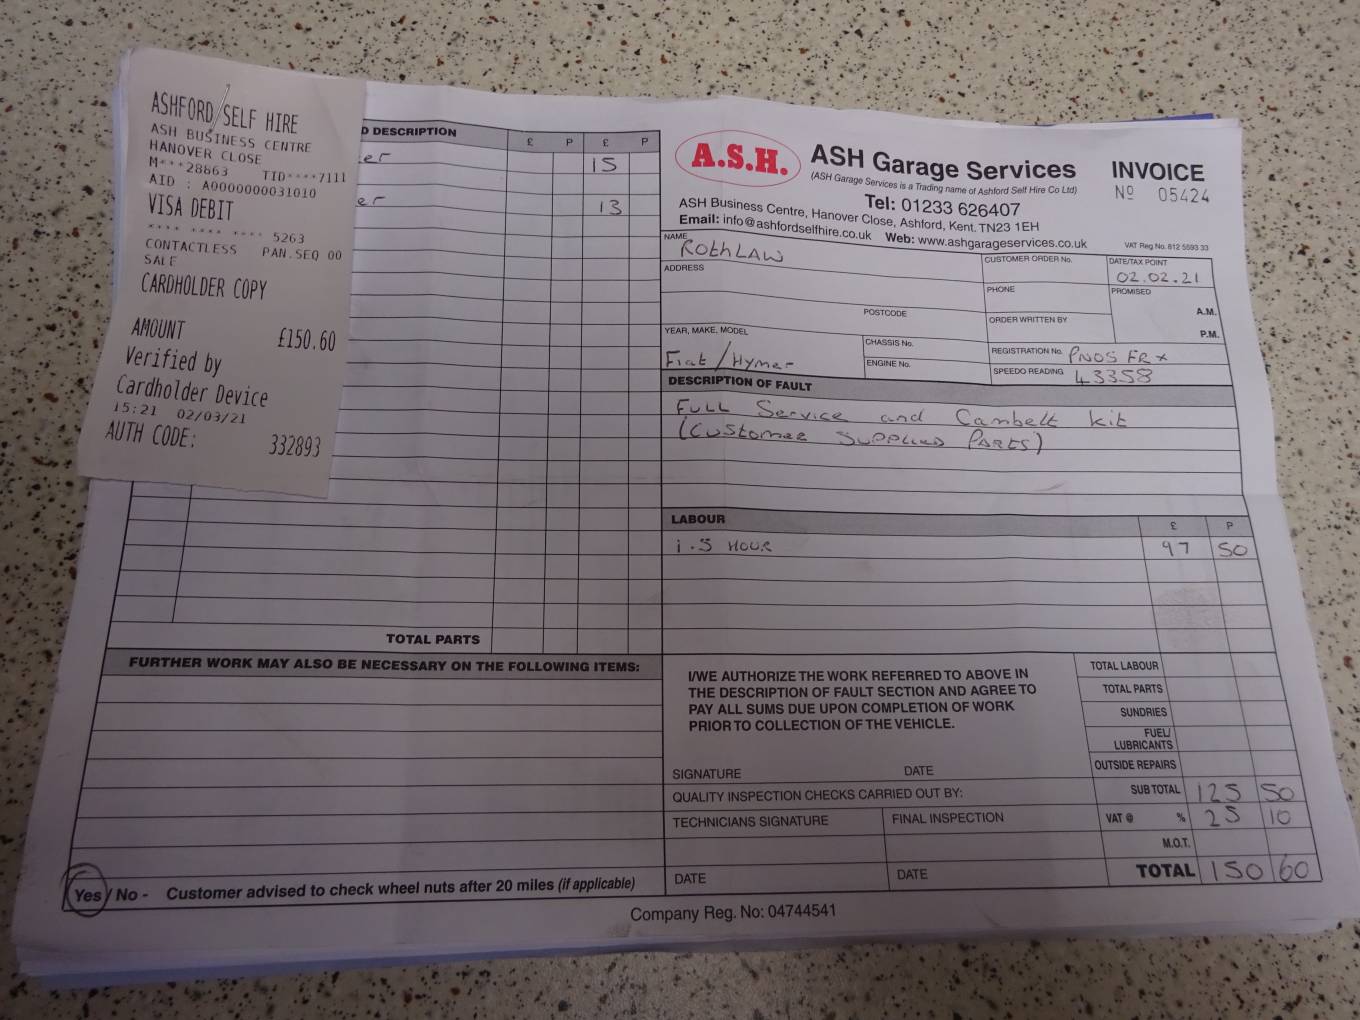 ASHFORD SELF HIRE
ASH BUSINESS CENTRE
HANOVER CLOSE
M***28863 TID****7111
AID : A0000000031010
VISA DEBIT
**** **** **** 5263
CONTACTLESS PAN.SEQ 00
SALE
CARDHOLDER COPY
AMOUNT £150.60
Verified by
Cardholder Device
15:21 02/03/21
AUTH CODE: 332893
D DESCRIPTION £ P £ P
er 15
er 13
TOTAL PARTS
FURTHER WORK MAY ALSO BE NECESSARY ON THE FOLLOWING ITEMS:
Yes / No - Customer advised to check wheel nuts after 20 miles (if applicable)
A.S.H.
ASH Garage Services
(ASH Garage Services is a Trading name of Ashford Self Hire Co Ltd)
Tel: 01233 626407
INVOICE
Nº 05424
ASH Business Centre, Hanover Close, Ashford, Kent. TN23 1EH
Email: info@ashfordselfhire.co.uk Web: www.ashgarageservices.co.uk
VAT Reg No. 812 5593 33
NAME ROthLAW
CUSTOMER ORDER No.
DATE/TAX POINT
02.02.21
ADDRESS
PHONE
PROMISED
A.M.
P.M.
POSTCODE
ORDER WRITTEN BY
YEAR, MAKE, MODEL
Fiat/Hymer
CHASSIS No.
ENGINE No.
REGISTRATION No. PN05 FRX
SPEEDO READING 43358
DESCRIPTION OF FAULT
FULL Service and Cambelt kit
(CUSTOMER SUPPLIED PARTS)
LABOUR £ P
1.5 HOUR 97 50
I/WE AUTHORIZE THE WORK REFERRED TO ABOVE IN
THE DESCRIPTION OF FAULT SECTION AND AGREE TO
PAY ALL SUMS DUE UPON COMPLETION OF WORK
PRIOR TO COLLECTION OF THE VEHICLE.
SIGNATURE DATE
QUALITY INSPECTION CHECKS CARRIED OUT BY:
TECHNICIANS SIGNATURE FINAL INSPECTION
DATE DATE
TOTAL LABOUR
TOTAL PARTS
SUNDRIES
FUEL/
LUBRICANTS
OUTSIDE REPAIRS
SUB TOTAL 125 50
VAT @ % 25 10
M.O.T.
TOTAL 150 60
Company Reg. No: 04744541